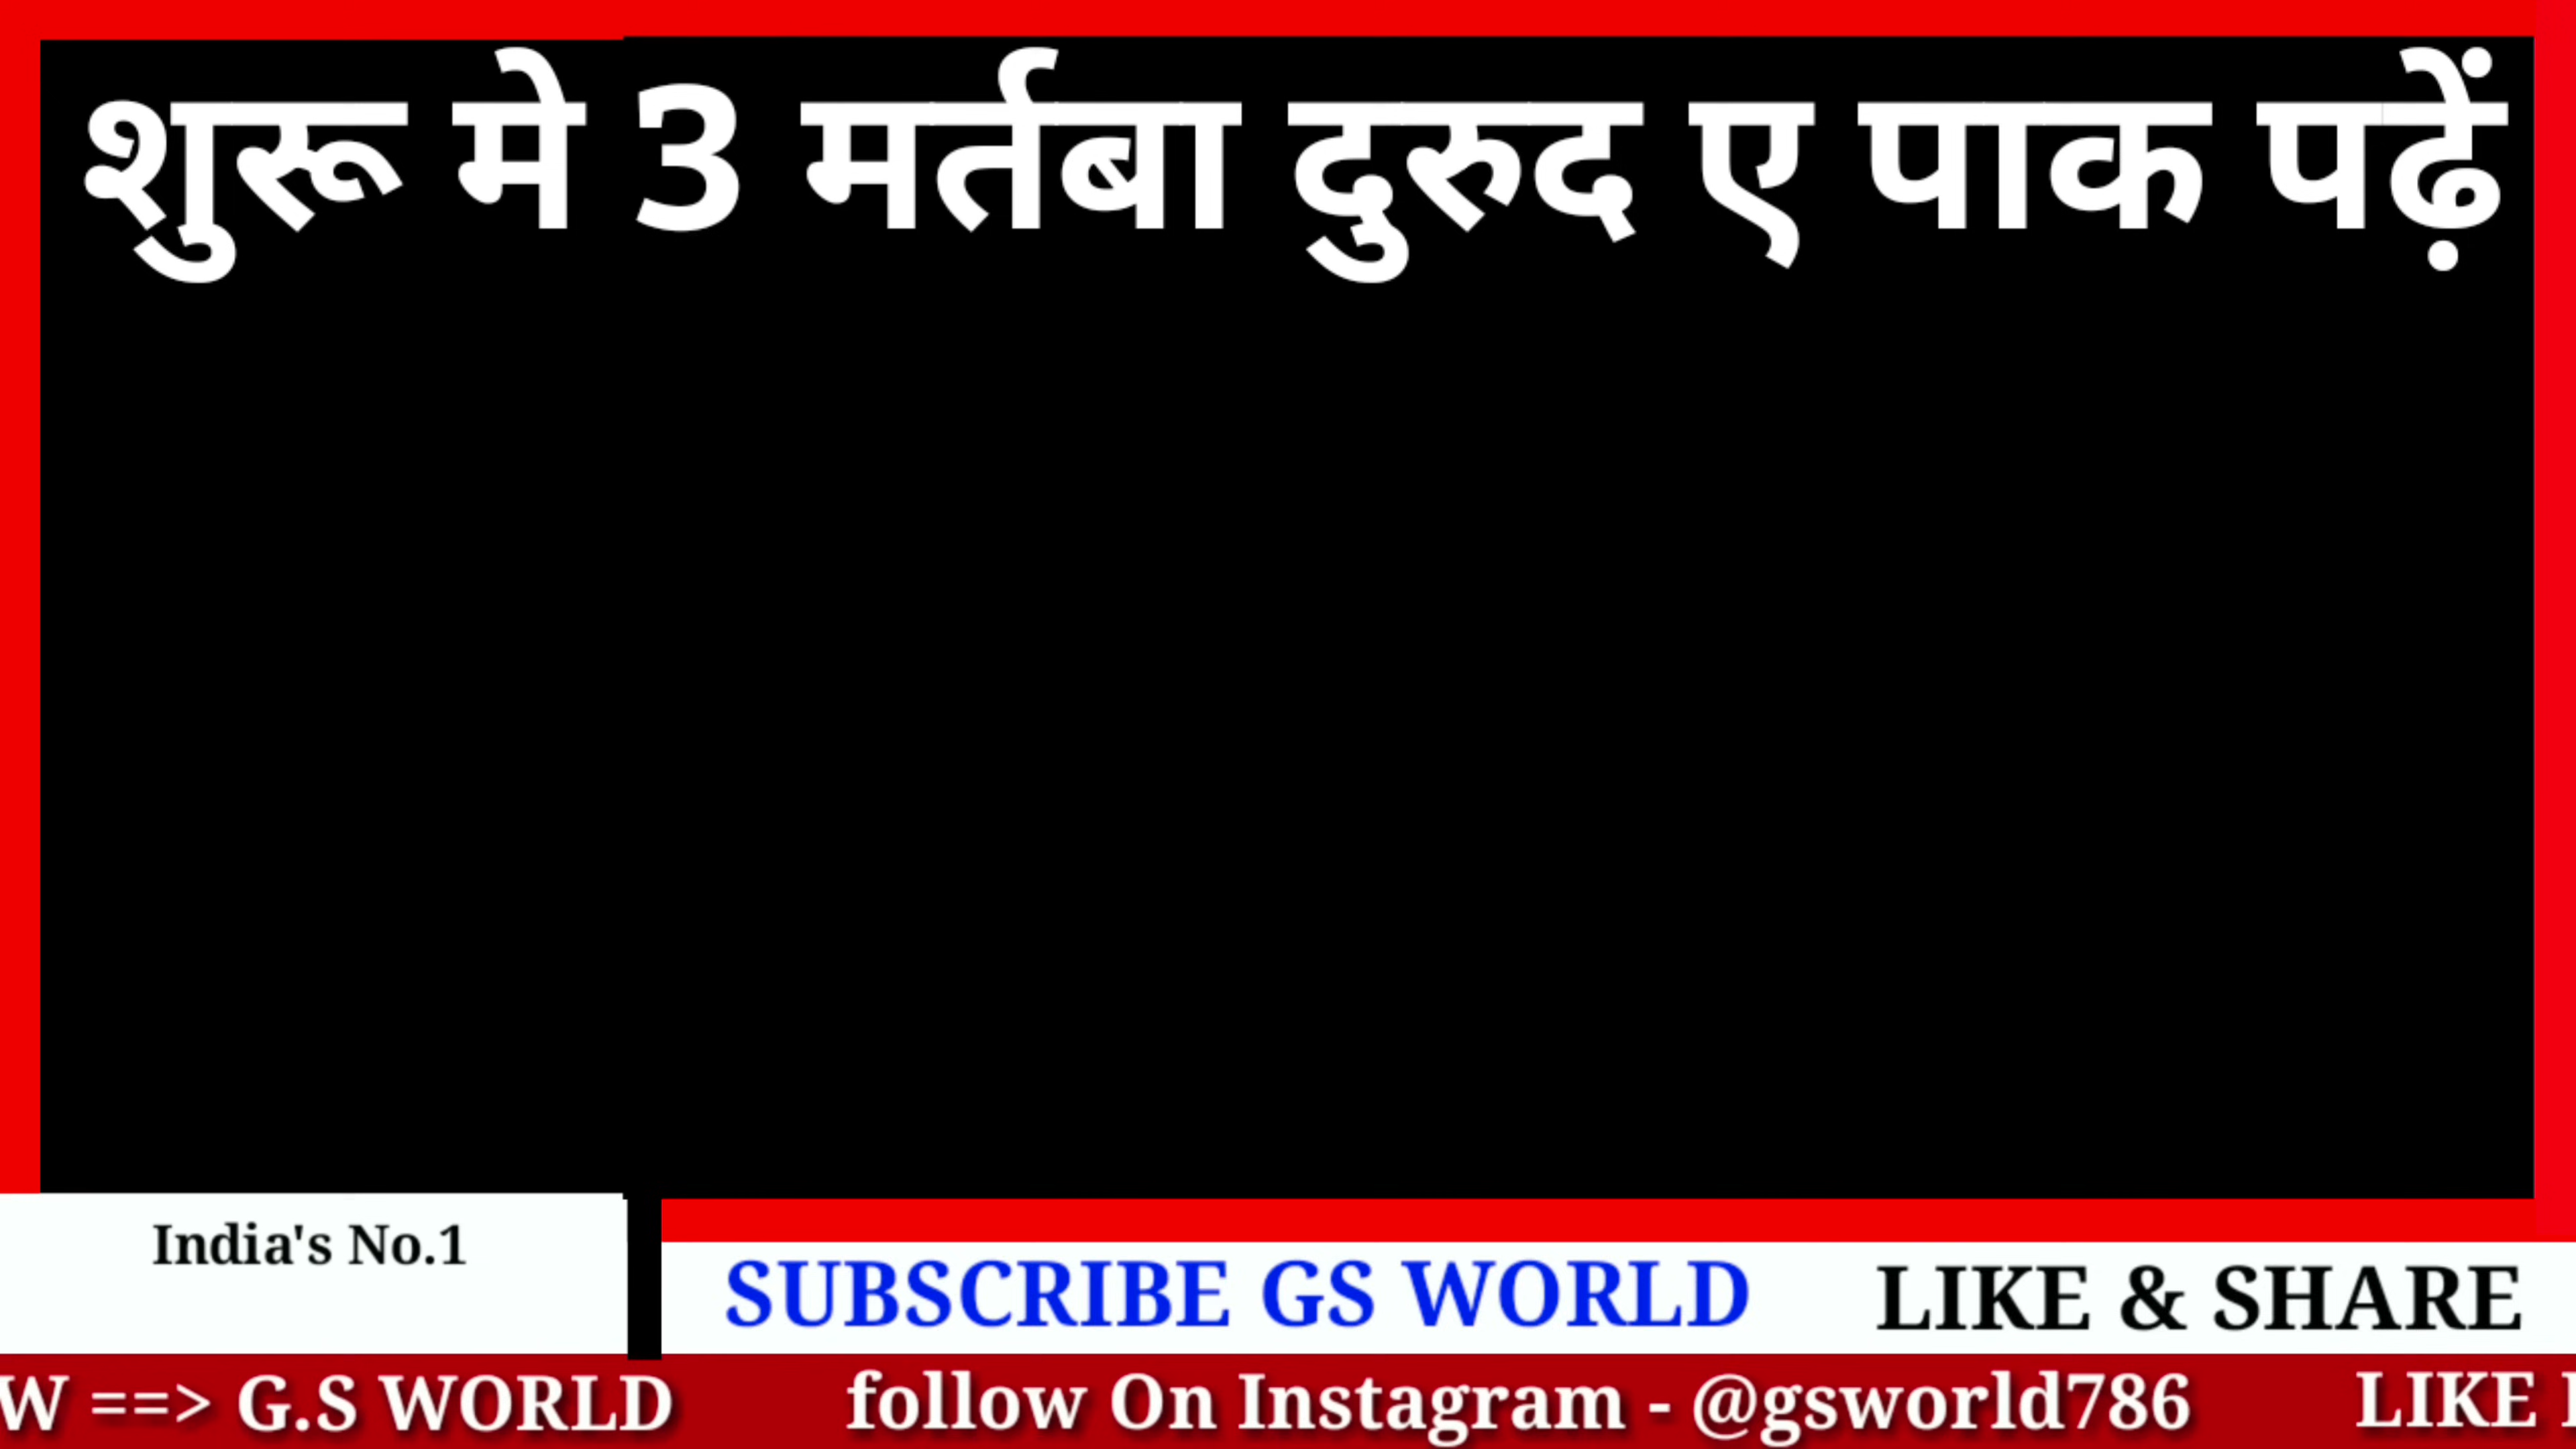 शुरू मे 3 मर्तबा दुरुद ए पाक पढ़ें
India's No.1
SUBSCRIBE GS WORLD LIKE & SHARE
W ==> G.S WORLD follow On Instagram - @gsworld786 LIKE